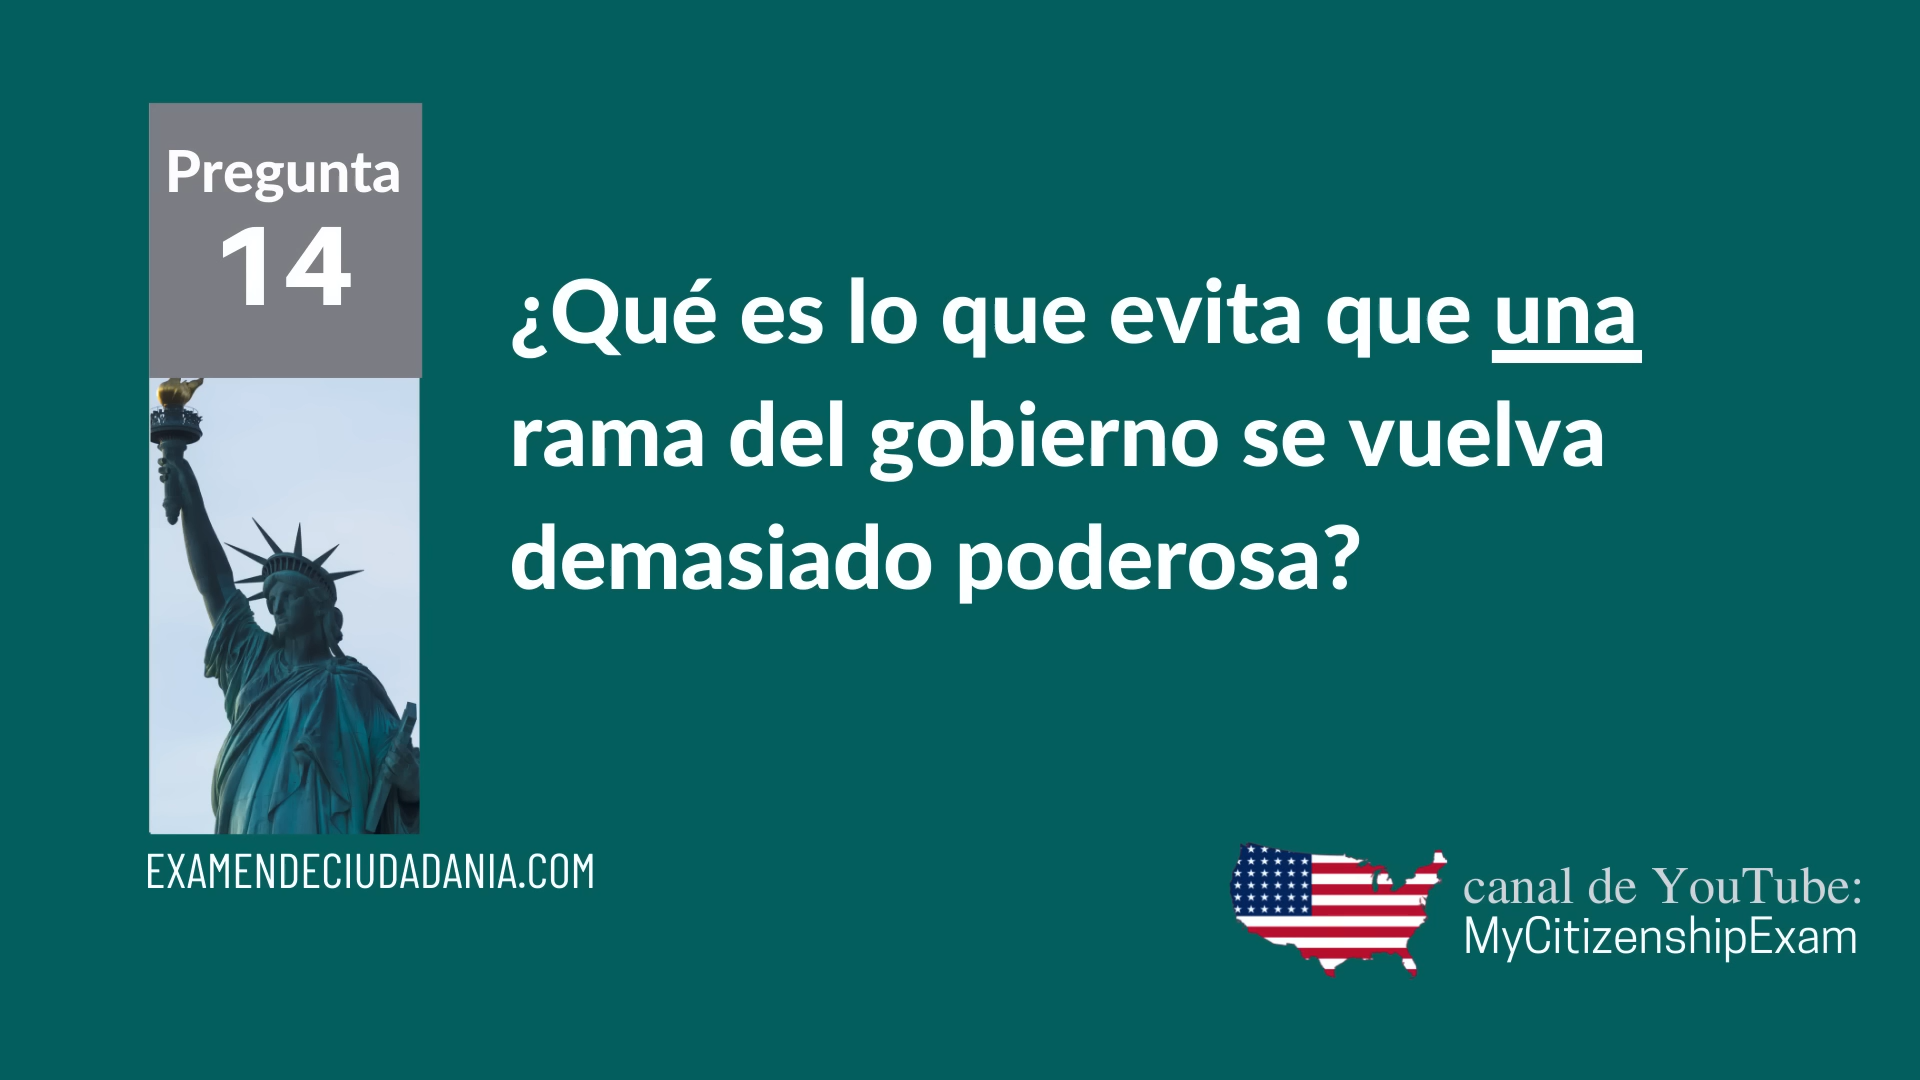 Pregunta
14
¿Qué es lo que evita que una
rama del gobierno se vuelva
demasiado poderosa?
EXAMENDECIUDADANIA.COM
canal de YouTube:
MyCitizenshipExam